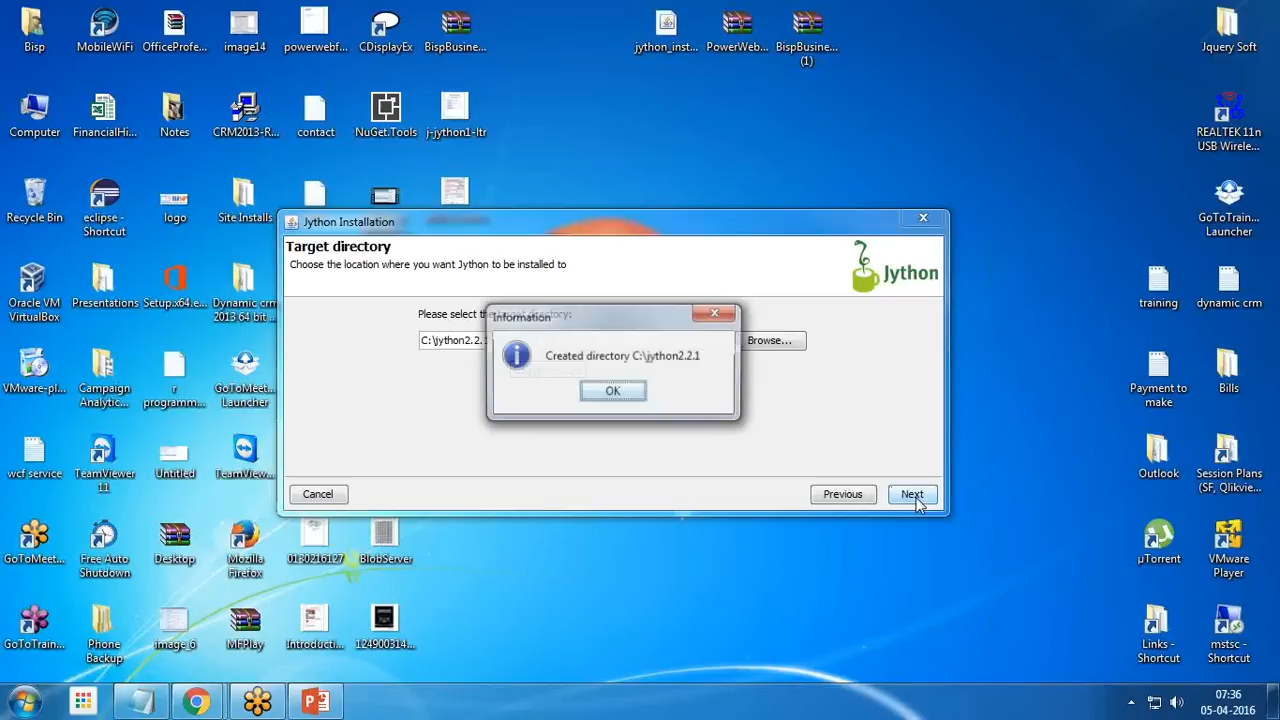 Bisp
MobileWiFi
OfficeProfe...
image14
powerwebf...
CDisplayEx
BispBusine...
jython_inst...
PowerWeb...
BispBusine...
(1)
Jquery Soft
Computer
FinancialHi...
Notes
CRM2013-R...
contact
NuGet.Tools
j-jython1-ltr
REALTEK 11n
USB Wirele...
Recycle Bin
eclipse -
Shortcut
logo
Site Installs
GoToTrain...
Launcher
Jython Installation
Target directory
Choose the location where you want Jython to be installed to
Jython
Please select the target directory:
C:\jython2.2.
Browse...
Information
Created directory C:\jython2.2.1
OK
Cancel
Previous
Next
Oracle VM
VirtualBox
Presentations
Setup.x64.e...
Dynamic crm
2013 64 bit ...
training
dynamic crm
VMware-pl...
Campaign
Analytic...
r
programm...
GoToMeet...
Launcher
Payment to
make
Bills
wcf service
TeamViewer
11
Untitled
TeamView...
Outlook
Session Plans
(SF, Qlikvie...
GoToMeet...
Free Auto
Shutdown
Desktop
Mozilla
Firefox
0130216127
BlobServer
µTorrent
VMware
Player
GoToTrain...
Phone
Backup
image_6
MFPlay
Introducti...
124900314...
Links -
Shortcut
mstsc -
Shortcut
07:36
05-04-2016